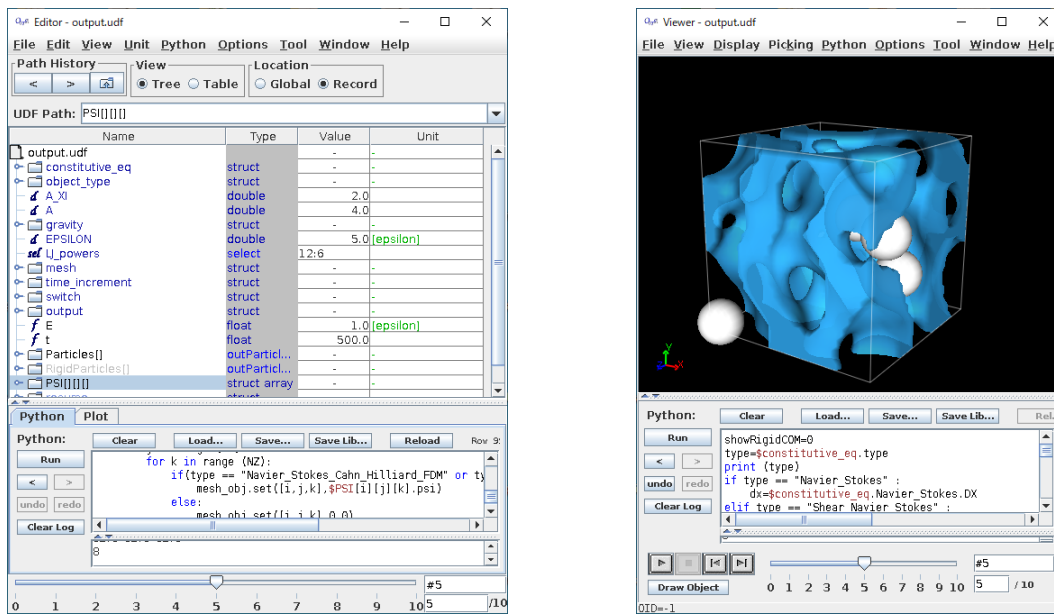 Editor - output.udf
File Edit View Unit Python Options Tool Window Help
Path History View Location
< > Tree Table Global Record
UDF Path: PSI[][][]
Name Type Value Unit
output.udf - -
constitutive_eq struct - -
object_type struct - -
d A_XI double 2.0
d A double 4.0
gravity struct - -
d EPSILON double 5.0 [epsilon]
sel LJ_powers select 12:6
mesh struct - -
time_increment struct - -
switch struct - -
output struct - -
f E float 1.0 [epsilon]
f t float 500.0
Particles[] outParticl... - -
RigidParticles[] outParticl... - -
PSI[][][] struct array - -
Python Plot
Python: Clear Load... Save... Save Lib... Reload
Run
< >
undo redo
Clear Log
for k in range (NZ):
if(type == "Navier_Stokes_Cahn_Hilliard_FDM" or ty
mesh_obj.set([i,j,k],$PSI[i][j][k].psi)
else:
mesh_obj.set([i,j,k],0.0)
8
#5
0 1 2 3 4 5 6 7 8 9 10 5 /10
Viewer - output.udf
File View Display Picking Python Options Tool Window Help
Y
X
Python: Clear Load... Save... Save Lib... Rel
Run
< >
undo redo
Clear Log
showRigidCOM=0
type=$constitutive_eq.type
print (type)
if type == "Navier_Stokes" :
dx=$constitutive_eq.Navier_Stokes.DX
elif type == "Shear_Navier_Stokes" :
#5
Draw Object 0 1 2 3 4 5 6 7 8 9 10 5 / 10
OID=-1